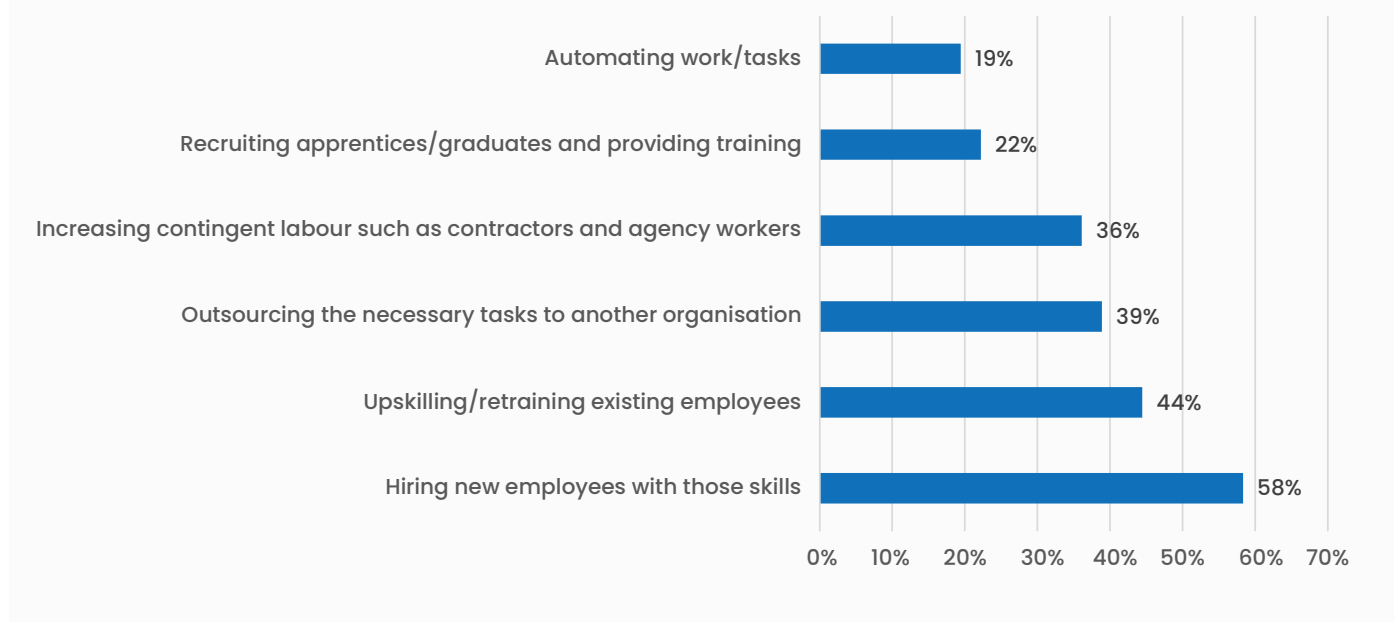 Automating work/tasks 19%
Recruiting apprentices/graduates and providing training 22%
Increasing contingent labour such as contractors and agency workers 36%
Outsourcing the necessary tasks to another organisation 39%
Upskilling/retraining existing employees 44%
Hiring new employees with those skills 58%
0% 10% 20% 30% 40% 50% 60% 70%